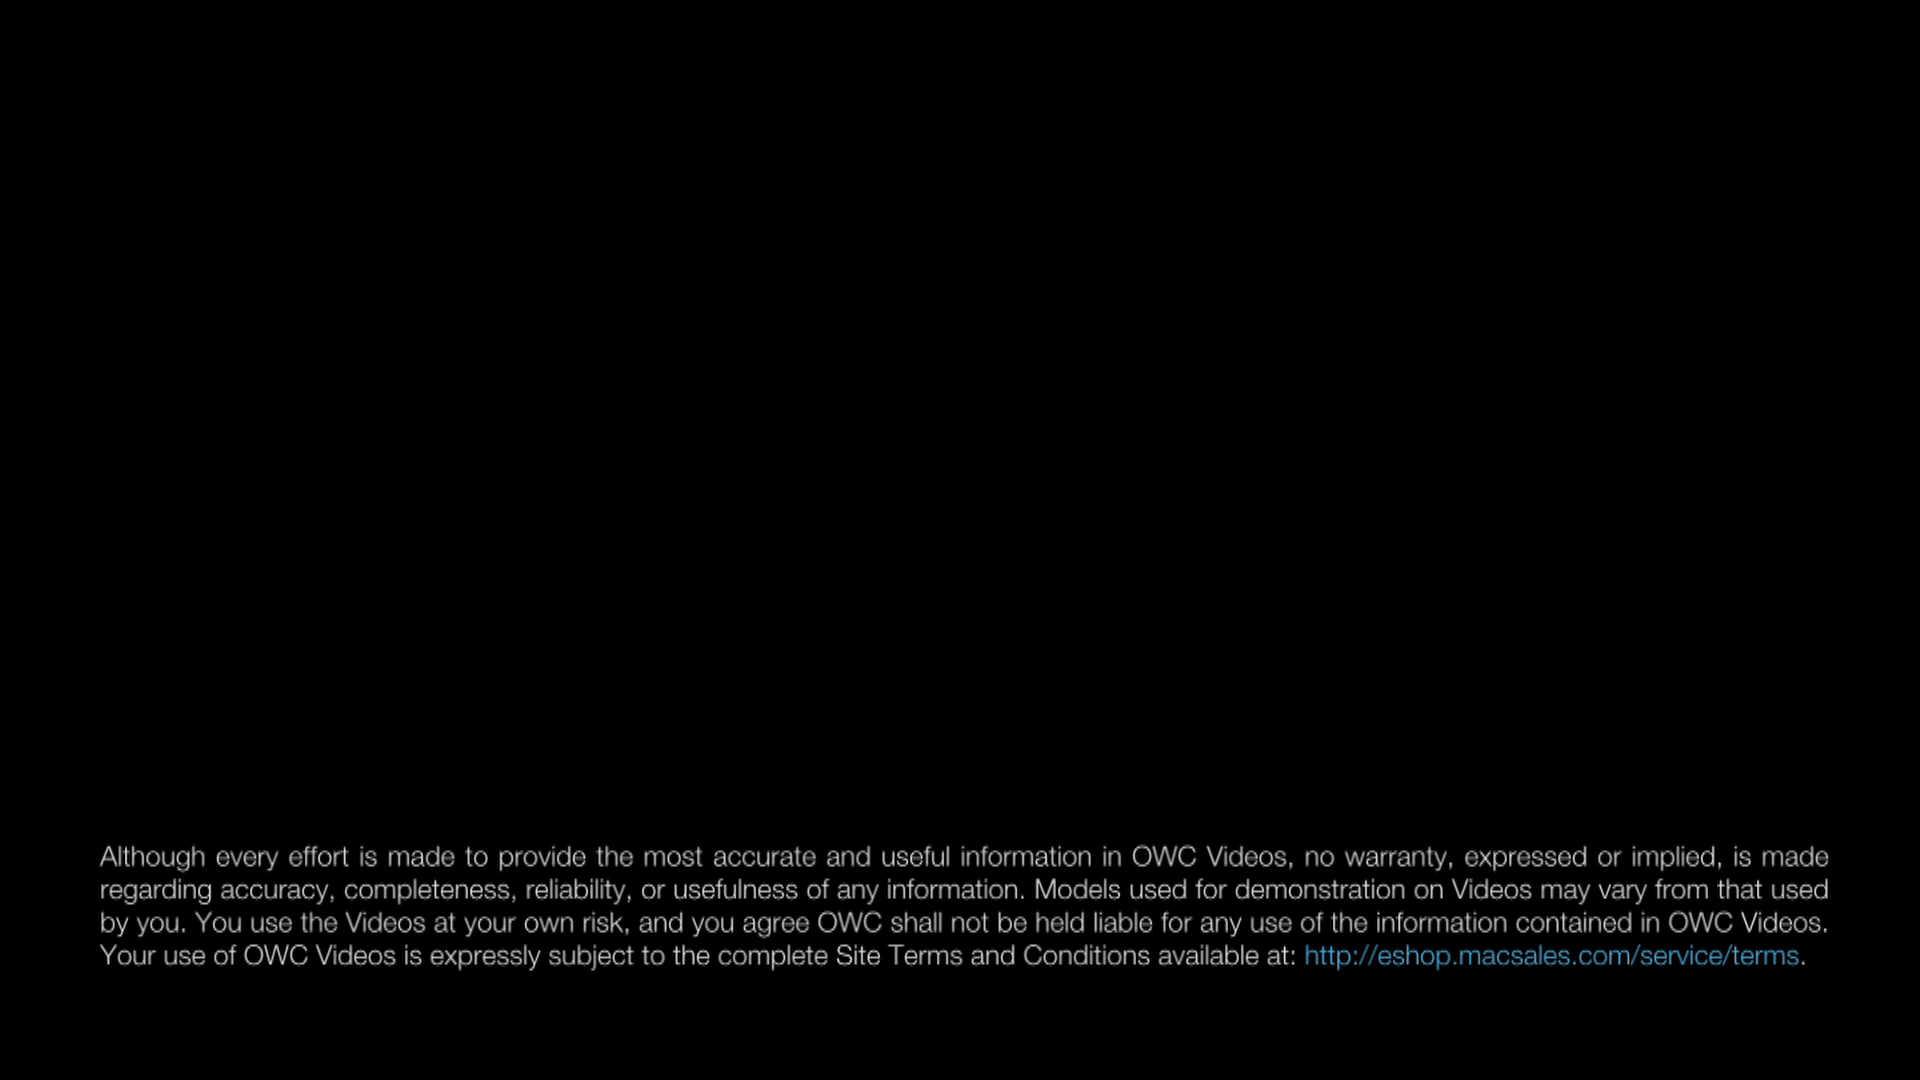 Although every effort is made to provide the most accurate and useful information in OWC Videos, no warranty, expressed or implied, is made
regarding accuracy, completeness, reliability, or usefulness of any information. Models used for demonstration on Videos may vary from that used
by you. You use the Videos at your own risk, and you agree OWC shall not be held liable for any use of the information contained in OWC Videos.
Your use of OWC Videos is expressly subject to the complete Site Terms and Conditions available at: http://eshop.macsales.com/service/terms.